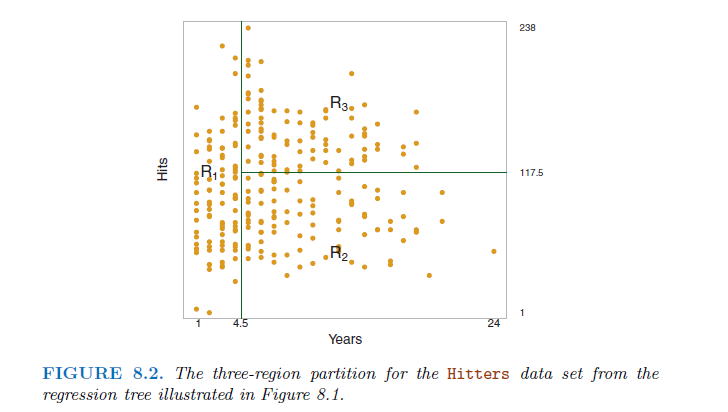 238
R3
Hits
R1
117.5
R2
1
1 4.5 24
Years
FIGURE 8.2. The three-region partition for the Hitters data set from the
regression tree illustrated in Figure 8.1.